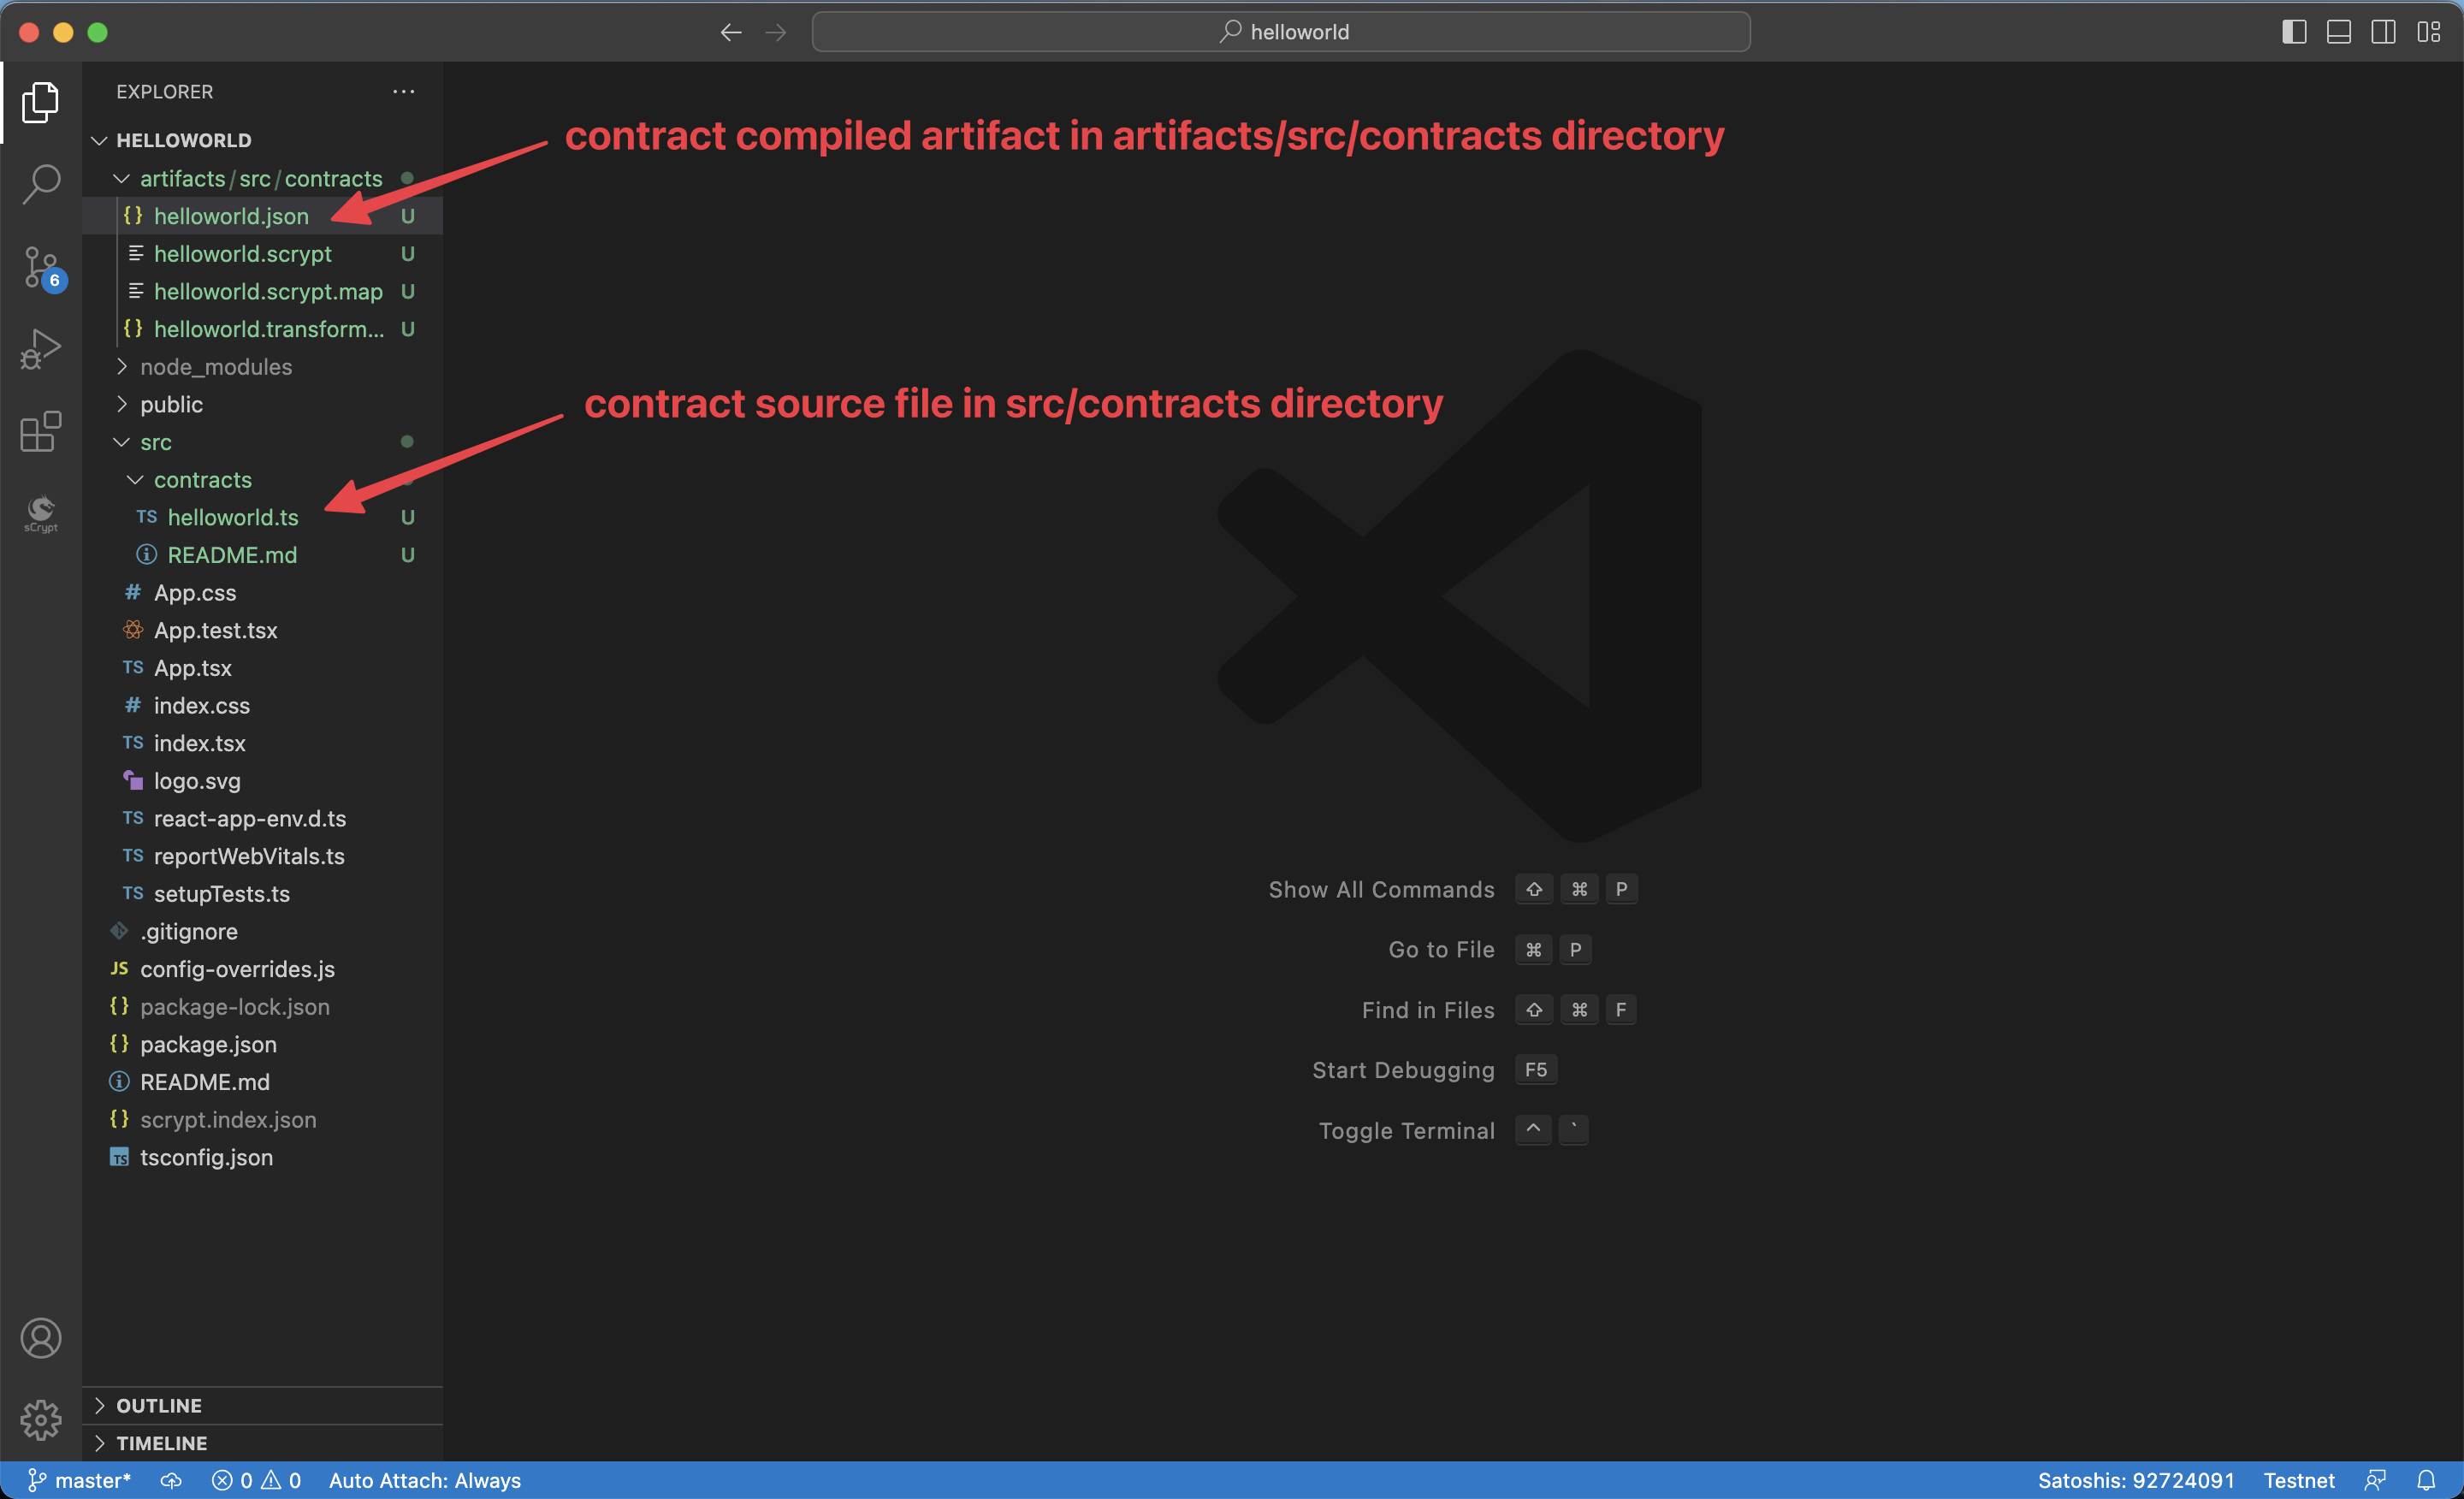 helloworld
EXPLORER
HELLOWORLD
artifacts/src/contracts
contract compiled artifact in artifacts/src/contracts directory
{} helloworld.json U
helloworld.scrypt U
helloworld.scrypt.map U
{} helloworld.transform... U
node_modules
public
contract source file in src/contracts directory
src
contracts
TS helloworld.ts U
README.md U
# App.css
App.test.tsx
TS App.tsx
# index.css
TS index.tsx
logo.svg
TS react-app-env.d.ts
TS reportWebVitals.ts
TS setupTests.ts
.gitignore
JS config-overrides.js
{} package-lock.json
{} package.json
README.md
{} scrypt.index.json
TS tsconfig.json
6
sCrypt
Show All Commands ⇧ ⌘ P
Go to File ⌘ P
Find in Files ⇧ ⌘ F
Start Debugging F5
Toggle Terminal ^ `
OUTLINE
TIMELINE
master* 0 0 Auto Attach: Always Satoshis: 92724091 Testnet